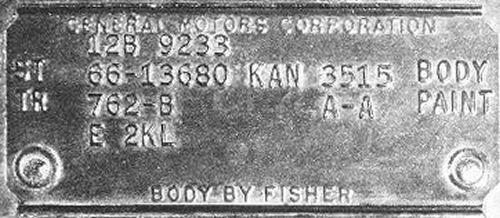 GENERAL MOTORS CORPORATION
12B 9233
ST 66-13680 KAN 3515 BODY
TR 762-B A-A PAINT
E 2KL
BODY BY FISHER